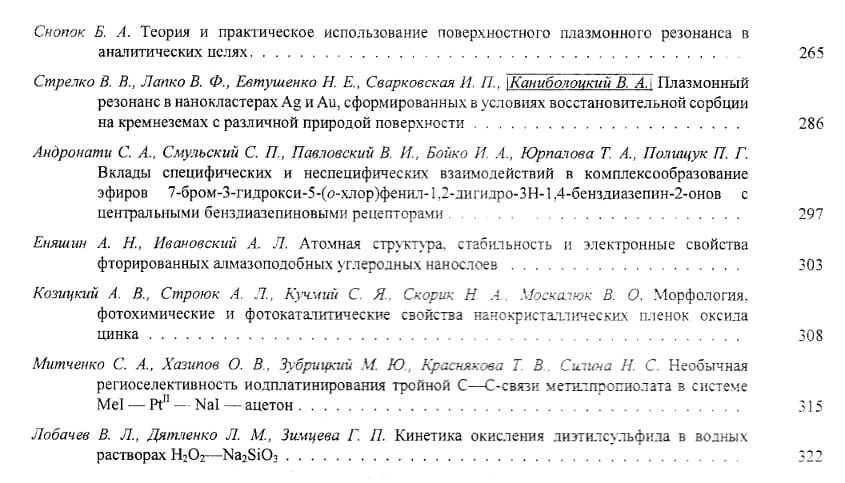 Снопок Б. А. Теория и практическое использование поверхностного плазмонного резонанса в
аналитических целях. . . . . . . . . . . . . . . . . . . . . . . . . . . . . . . . . . . . . . 265
Стрелко В. В., Лапко В. Ф., Евтушенко Н. Е., Сварковская И. П., |Каниболоцкий В. А.| Плазмонный
резонанс в нанокластерах Ag и Au, сформированных в условиях восстановительной сорбции
на кремнеземах с различной природой поверхности . . . . . . . . . . . . . . . . . . . . . 286
Андронати С. А., Смульский С. П., Павловский В. И., Бойко И. А., Юрпалова Т. А., Полищук П. Г.
Вклады специфических и неспецифических взаимодействий в комплексообразование
эфиров 7-бром-3-гидрокси-5-(о-хлор)фенил-1,2-дигидро-3Н-1,4-бенздиазепин-2-онов с
центральными бенздиазепиновыми рецепторами . . . . . . . . . . . . . . . . . . . . . . . 297
Еняшин А. Н., Ивановский А. Л. Атомная структура, стабильность и электронные свойства
фторированных алмазоподобных углеродных нанослоев . . . . . . . . . . . . . . . . . . 303
Козицкий А. В., Строюк А. Л., Кучмий С. Я., Скорик Н. А., Москалюк В. О. Морфология,
фотохимические и фотокаталитические свойства нанокристаллических пленок оксида
цинка . . . . . . . . . . . . . . . . . . . . . . . . . . . . . . . . . . . . . . . . . . . . 308
Митченко С. А., Хазипов О. В., Зубрицкий М. Ю., Краснякова Т. В., Силина Н. С. Необычная
региоселективность иодплатинирования тройной С—С-связи метилпропиолата в системе
MeI — Ptᴵᴵ — NaI — ацетон . . . . . . . . . . . . . . . . . . . . . . . . . . . . . . . . . 315
Лобачев В. Л., Дятленко Л. М., Зимцева Г. П. Кинетика окисления диэтилсульфида в водных
растворах H₂O₂—Na₂SiO₃ . . . . . . . . . . . . . . . . . . . . . . . . . . . . . . . . . . 322